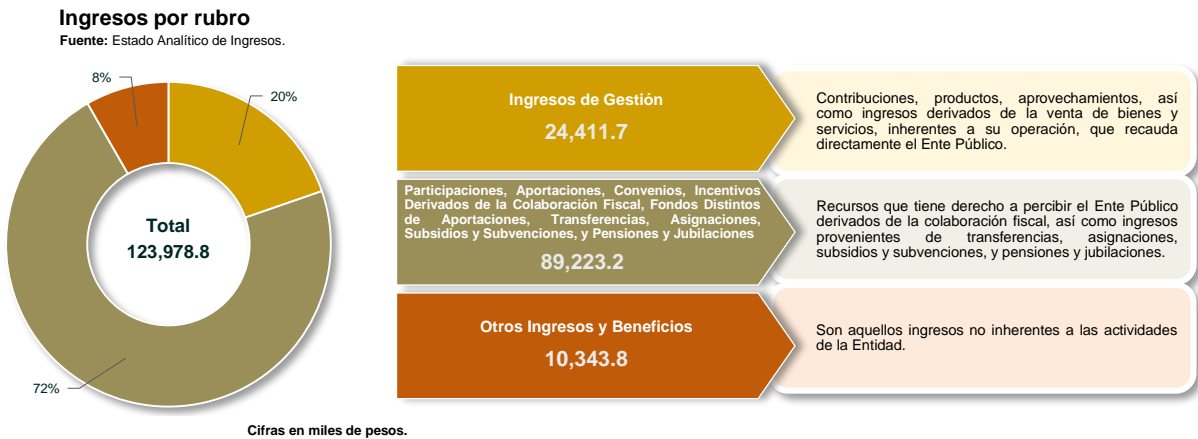 Ingresos por rubro
Fuente: Estado Analítico de Ingresos.
8%
20%
72%
Total
123,978.8
Ingresos de Gestión
24,411.7
Contribuciones, productos, aprovechamientos, así
como ingresos derivados de la venta de bienes y
servicios, inherentes a su operación, que recauda
directamente el Ente Público.
Participaciones, Aportaciones, Convenios, Incentivos
Derivados de la Colaboración Fiscal, Fondos Distintos
de Aportaciones, Transferencias, Asignaciones,
Subsidios y Subvenciones, y Pensiones y Jubilaciones
89,223.2
Recursos que tiene derecho a percibir el Ente Público
derivados de la colaboración fiscal, así como ingresos
provenientes de transferencias, asignaciones,
subsidios y subvenciones, y pensiones y jubilaciones.
Otros Ingresos y Beneficios
10,343.8
Son aquellos ingresos no inherentes a las actividades
de la Entidad.
Cifras en miles de pesos.